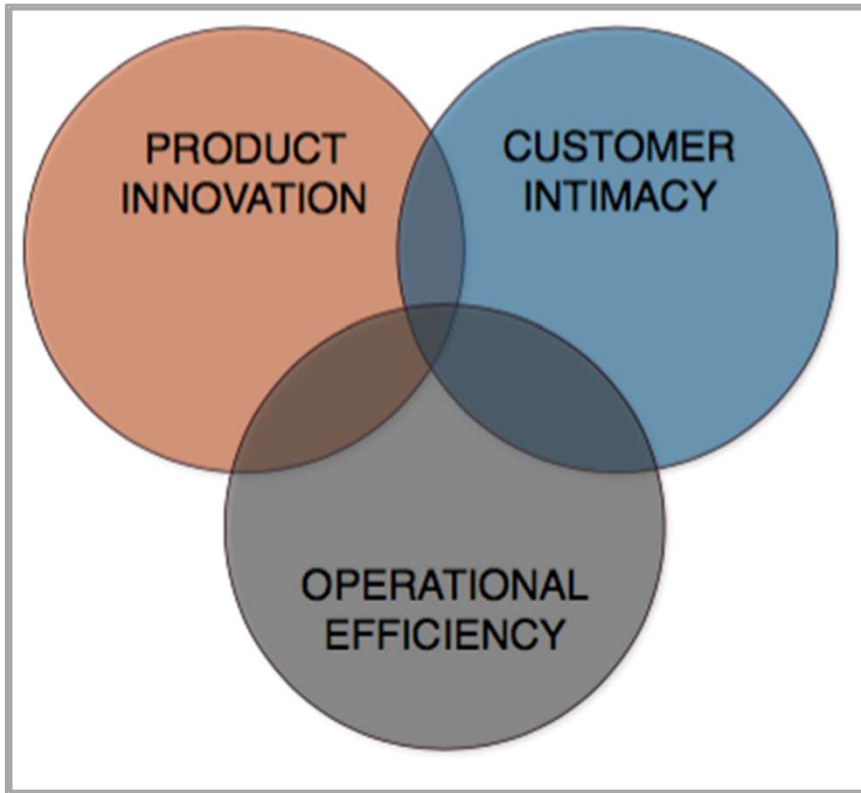 PRODUCT
INNOVATION
CUSTOMER
INTIMACY
OPERATIONAL
EFFICIENCY